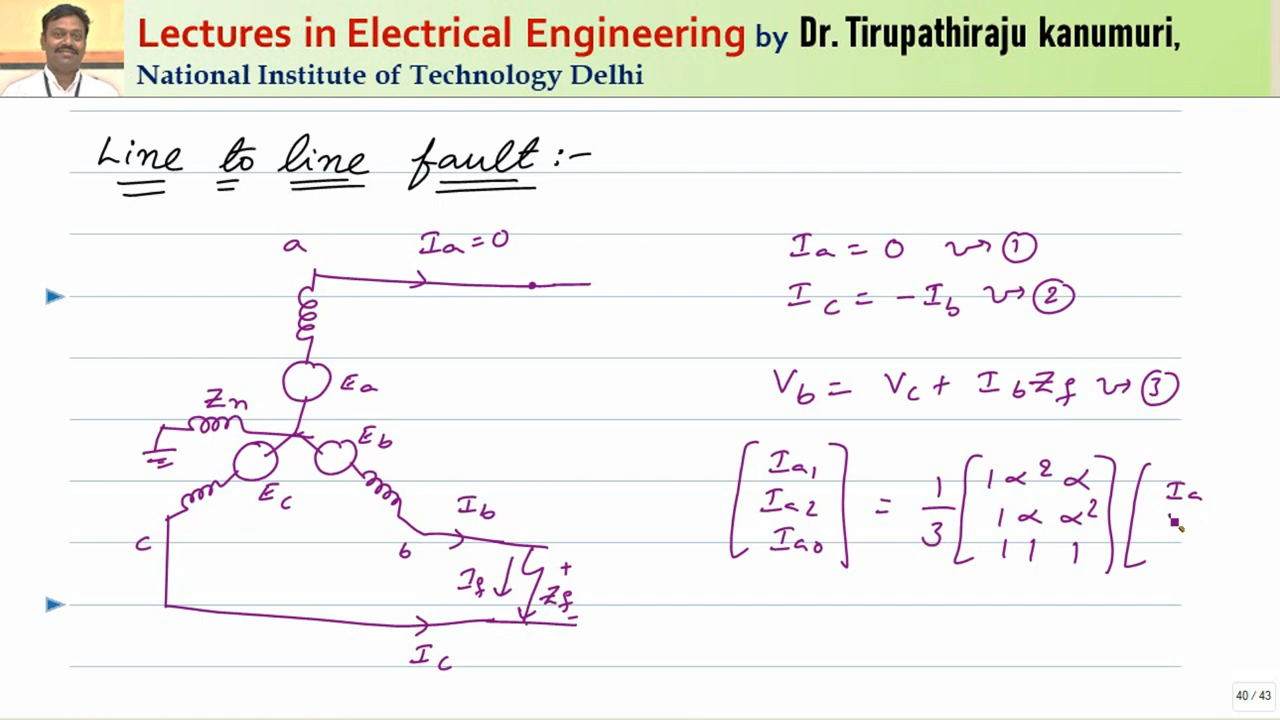 Lectures in Electrical Engineering by Dr. Tirupathiraju kanumuri,
National Institute of Technology Delhi
Line to line fault :-
a
Ia = 0
Ea
Zn
Eb
Ec
Ib
c
b
If
+
Zf
-
Ic
Ia = 0 ①
Ic = - Ib ②
Vb = Vc + Ib Zf ③
[Ia1 Ia2 Ia0] = 1/3 [1 α² α
1 α α²
1 1 1] [Ia
40 / 43